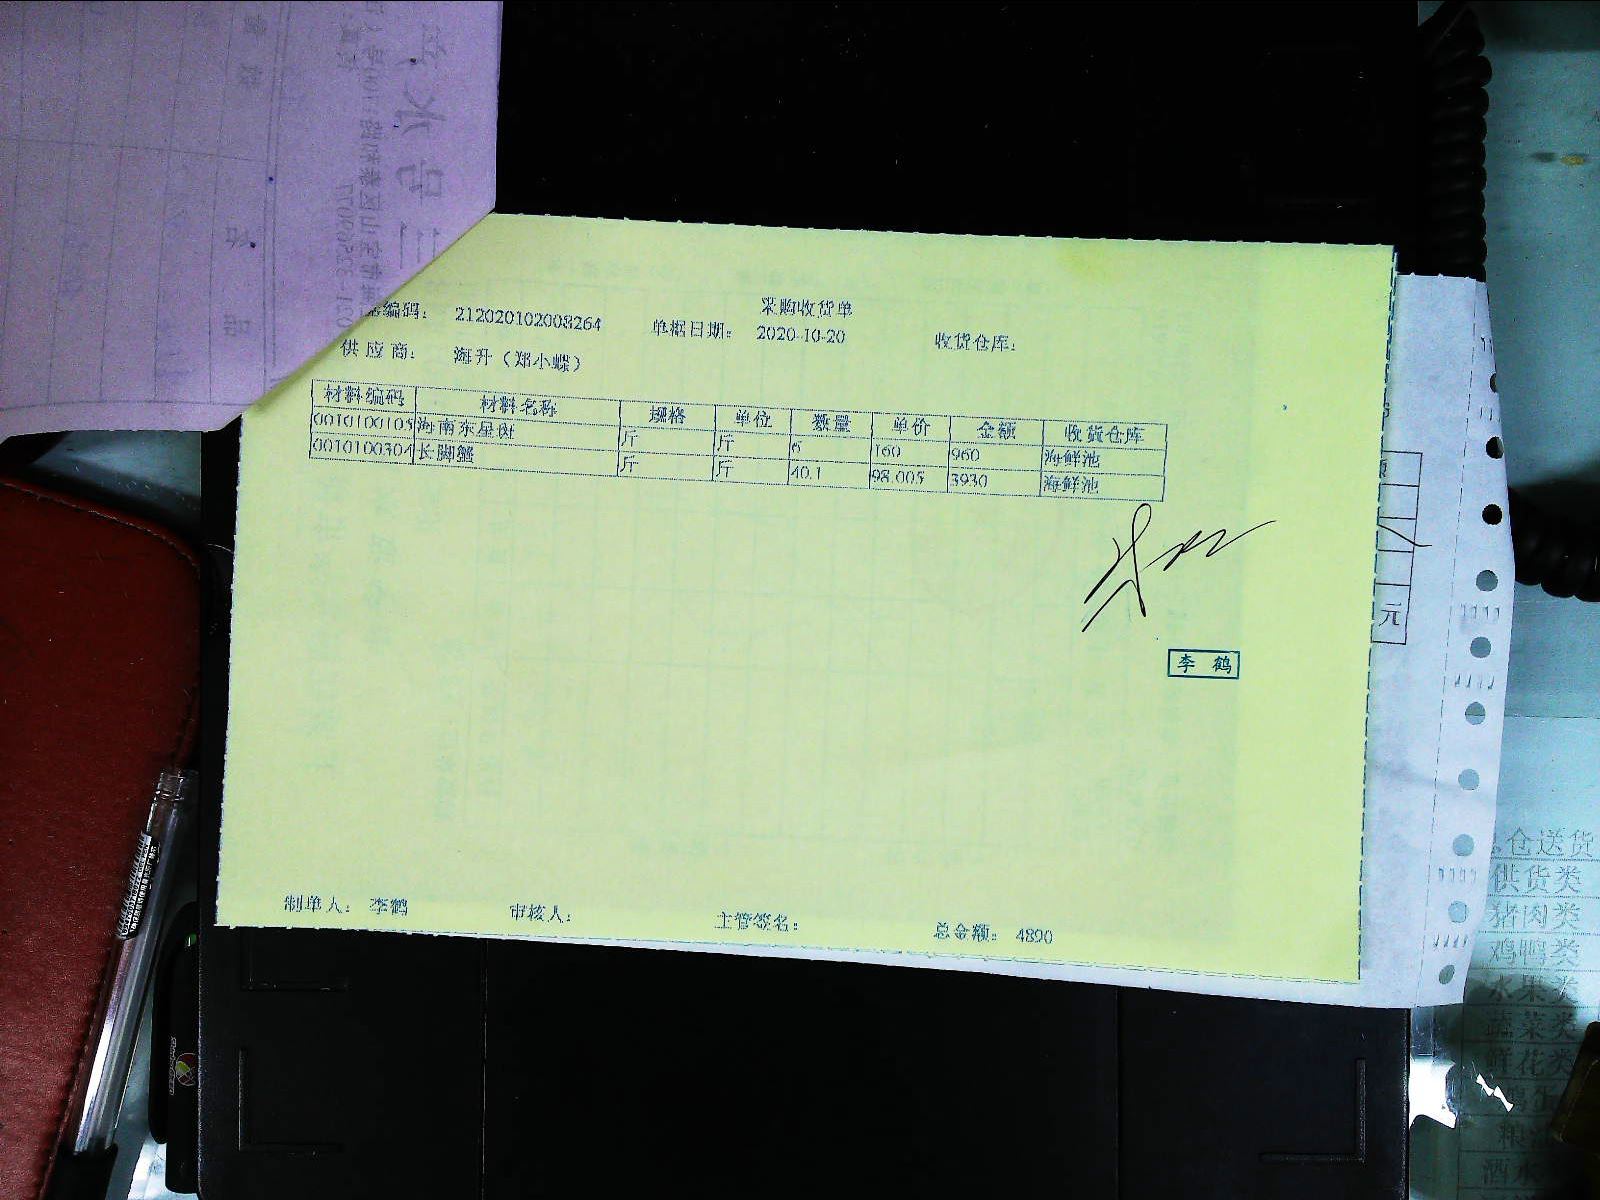 采购收货单
编码： 212020102008264 单据日期： 2020-10-20 收货仓库：
供应商： 海升（郑小蝶）
材料编码 材料名称 规格 单位 数量 单价 金额 收货仓库
0010100105 海南东星斑 斤 斤 6 160 960 海鲜池
0010100304 长脚蟹 斤 斤 40.1 98.005 3930 海鲜池
李鹤
制单人： 李鹤 审核人： 主管签名： 总金额： 4890
元
仓送货
供货类
猪肉类
鸡鸭类
水果类
蔬菜类
鲜花类
酒水